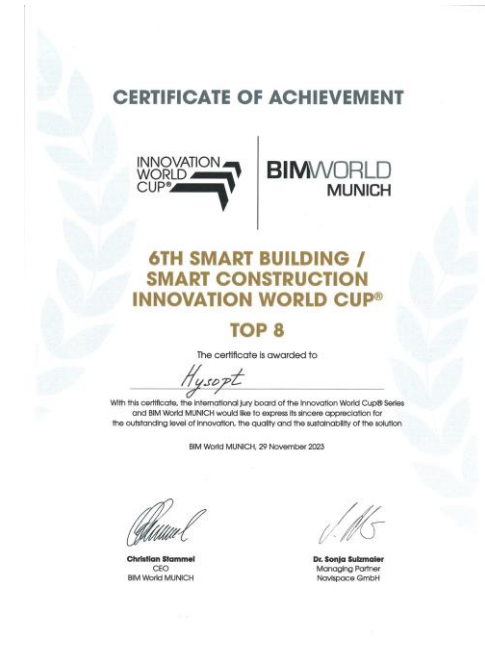 CERTIFICATE OF ACHIEVEMENT
INNOVATION
WORLD
CUP®
BIMWORLD
MUNICH
6TH SMART BUILDING /
SMART CONSTRUCTION
INNOVATION WORLD CUP®
TOP 8
The certificate is awarded to
Hysopt
With this certificate, the international jury board of the Innovation World Cup® Series
and BIM World MUNICH would like to express its sincere appreciation for
the outstanding level of innovation, the quality and the sustainability of the solution
BIM World MUNICH, 29 November 2023
Christian Stammel
CEO
BIM World MUNICH
Dr. Sonja Sulzmaier
Managing Partner
Navispace GmbH